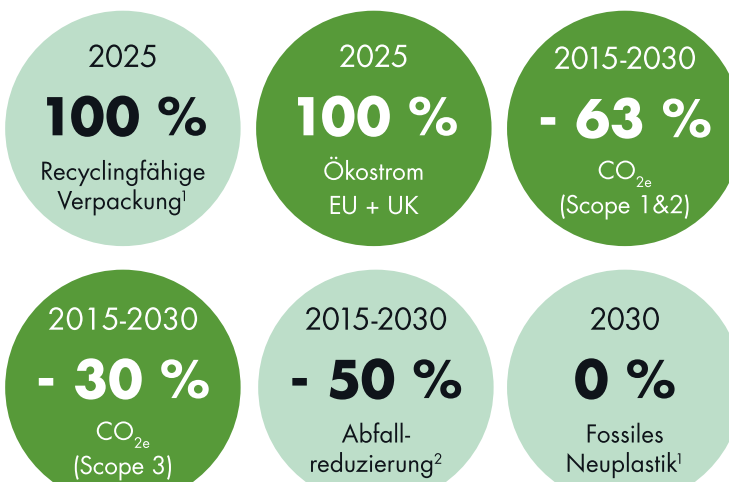 2025
100 %
Recyclingfähige
Verpackung¹
2025
100 %
Ökostrom
EU + UK
2015-2030
- 63 %
CO₂ₑ
(Scope 1&2)
2015-2030
- 30 %
CO₂ₑ
(Scope 3)
2015-2030
- 50 %
Abfall-
reduzierung²
2030
0 %
Fossiles
Neuplastik¹